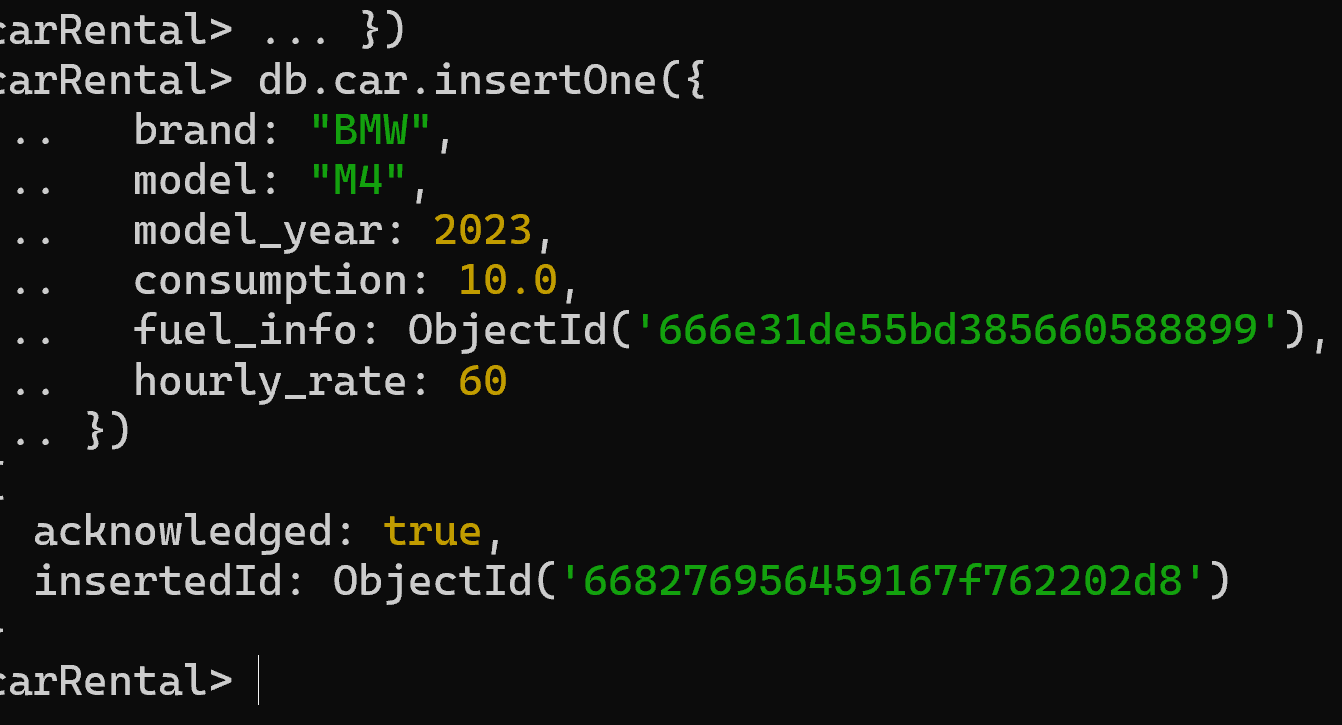 carRental> ... })
carRental> db.car.insertOne({
.. brand: "BMW",
.. model: "M4",
.. model_year: 2023,
.. consumption: 10.0,
.. fuel_info: ObjectId('666e31de55bd385660588899'),
.. hourly_rate: 60
.. })
{
acknowledged: true,
insertedId: ObjectId('668276956459167f762202d8')
}
carRental>